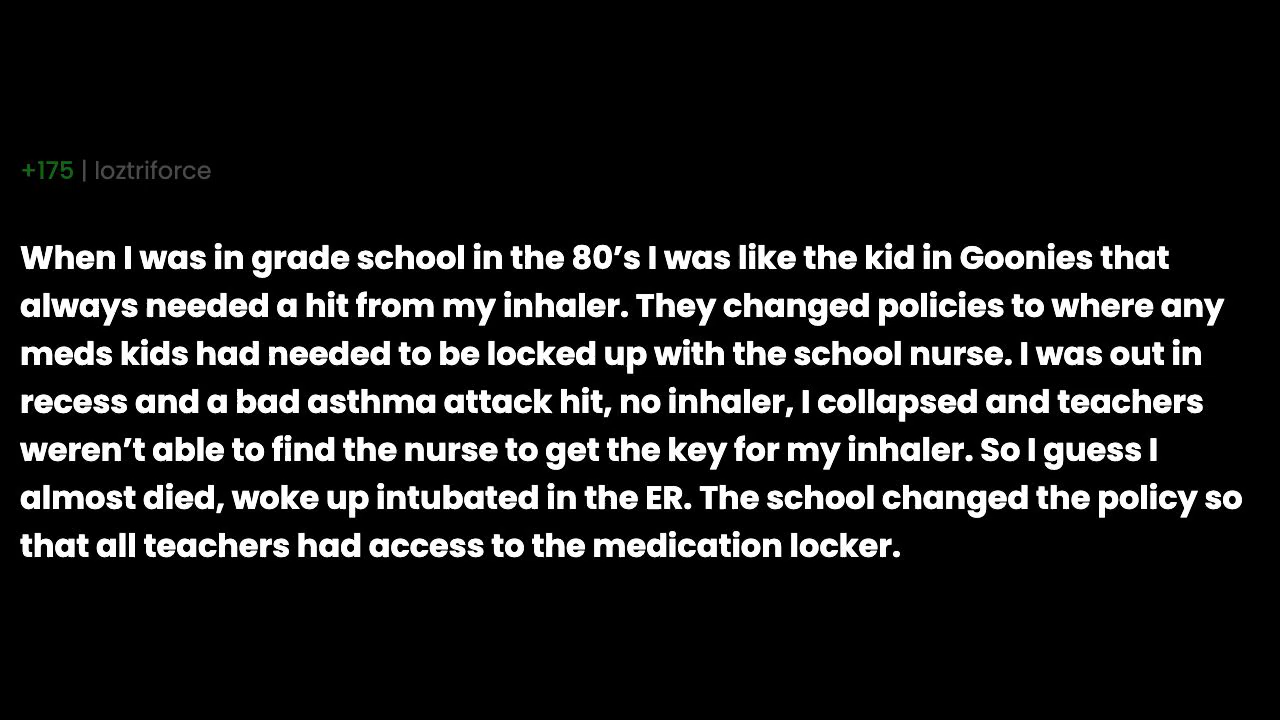 +175 | loztriforce
When I was in grade school in the 80’s I was like the kid in Goonies that
always needed a hit from my inhaler. They changed policies to where any
meds kids had needed to be locked up with the school nurse. I was out in
recess and a bad asthma attack hit, no inhaler, I collapsed and teachers
weren’t able to find the nurse to get the key for my inhaler. So I guess I
almost died, woke up intubated in the ER. The school changed the policy so
that all teachers had access to the medication locker.